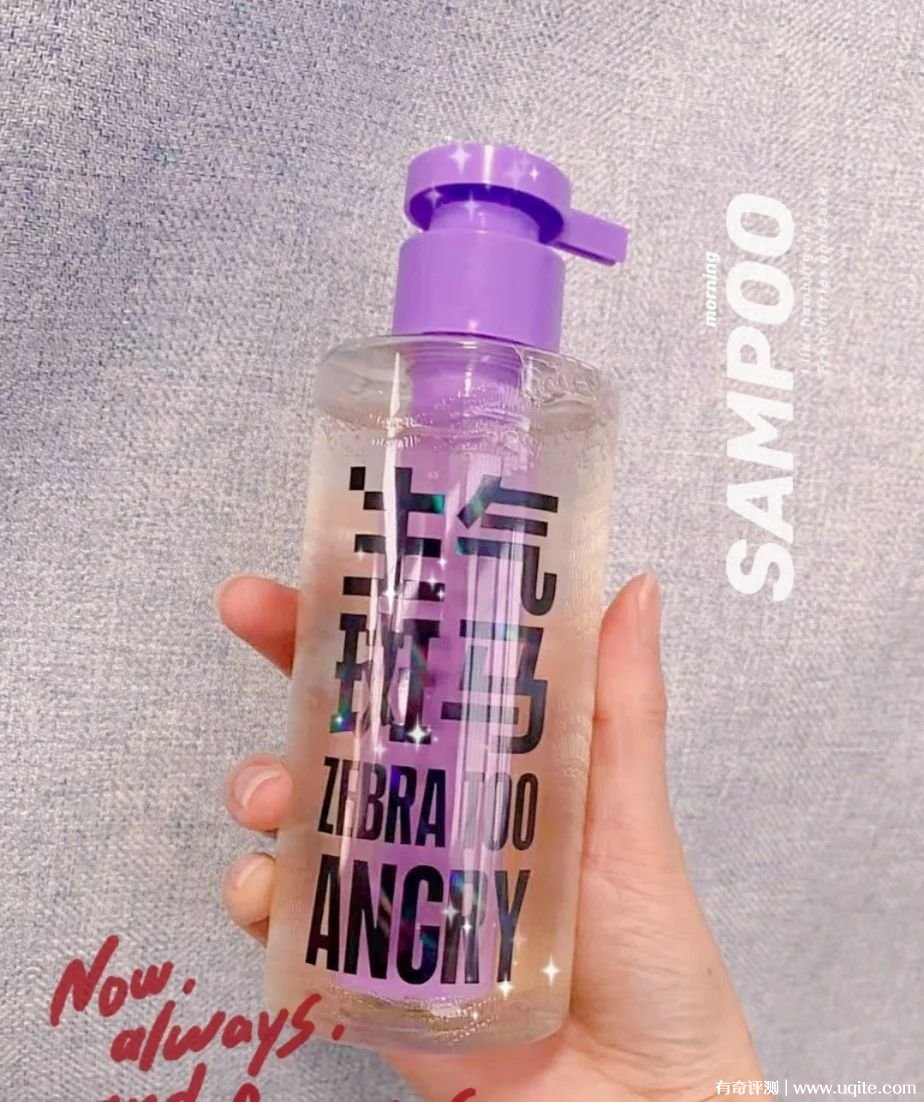 生气
斑马
ZEBRA TOO
ANGRY
morning
SAMPOO
Now.
always.
有奇评测 | www.uqite.com